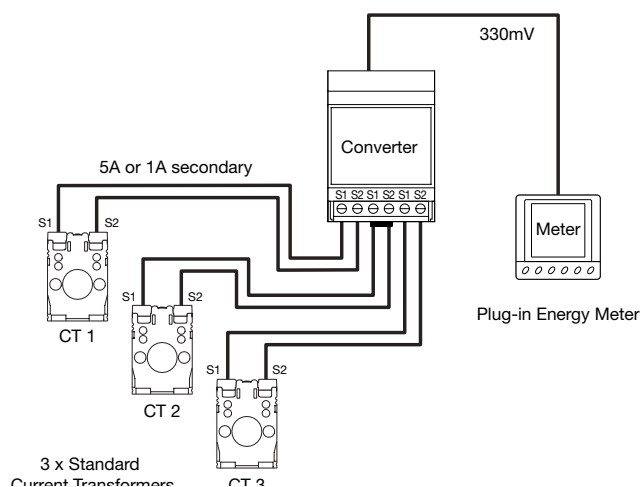 330mV
Converter
5A or 1A secondary
S1 S2 S1 S2 S1 S2
S1 S2
Meter
Plug-in Energy Meter
CT 1
S1 S2
CT 2
S1 S2
3 x Standard
Current Transformers
CT 3